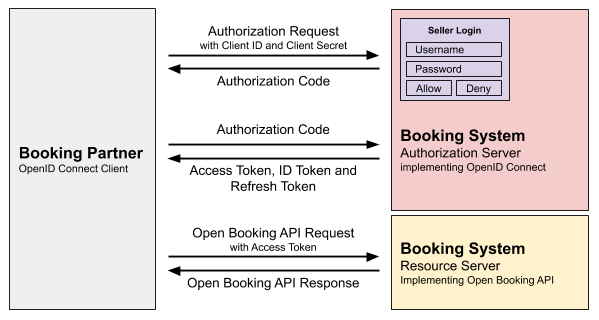 Authorization Request
with Client ID and Client Secret
Authorization Code
Seller Login
Username
Password
Allow Deny
Authorization Code
Access Token, ID Token and
Refresh Token
Booking Partner
OpenID Connect Client
Booking System
Authorization Server
implementing OpenID Connect
Open Booking API Request
with Access Token
Open Booking API Response
Booking System
Resource Server
Implementing Open Booking API